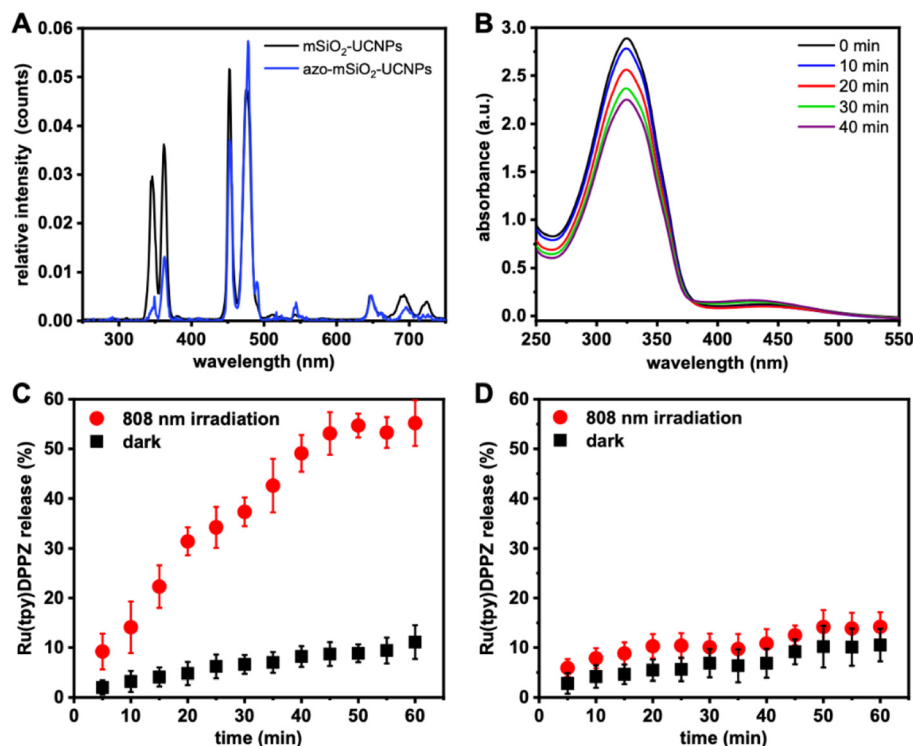 A
mSiO₂-UCNPs
azo-mSiO₂-UCNPs
relative intensity (counts)
0.06
0.05
0.04
0.03
0.02
0.01
0.00
300 400 500 600 700
wavelength (nm)
B
0 min
10 min
20 min
30 min
40 min
absorbance (a.u.)
3.0
2.5
2.0
1.5
1.0
0.5
0.0
250 300 350 400 450 500 550
wavelength (nm)
C
808 nm irradiation
dark
Ru(tpy)DPPZ release (%)
60
50
40
30
20
10
0
0 10 20 30 40 50 60
time (min)
D
808 nm irradiation
dark
Ru(tpy)DPPZ release (%)
60
50
40
30
20
10
0
0 10 20 30 40 50 60
time (min)